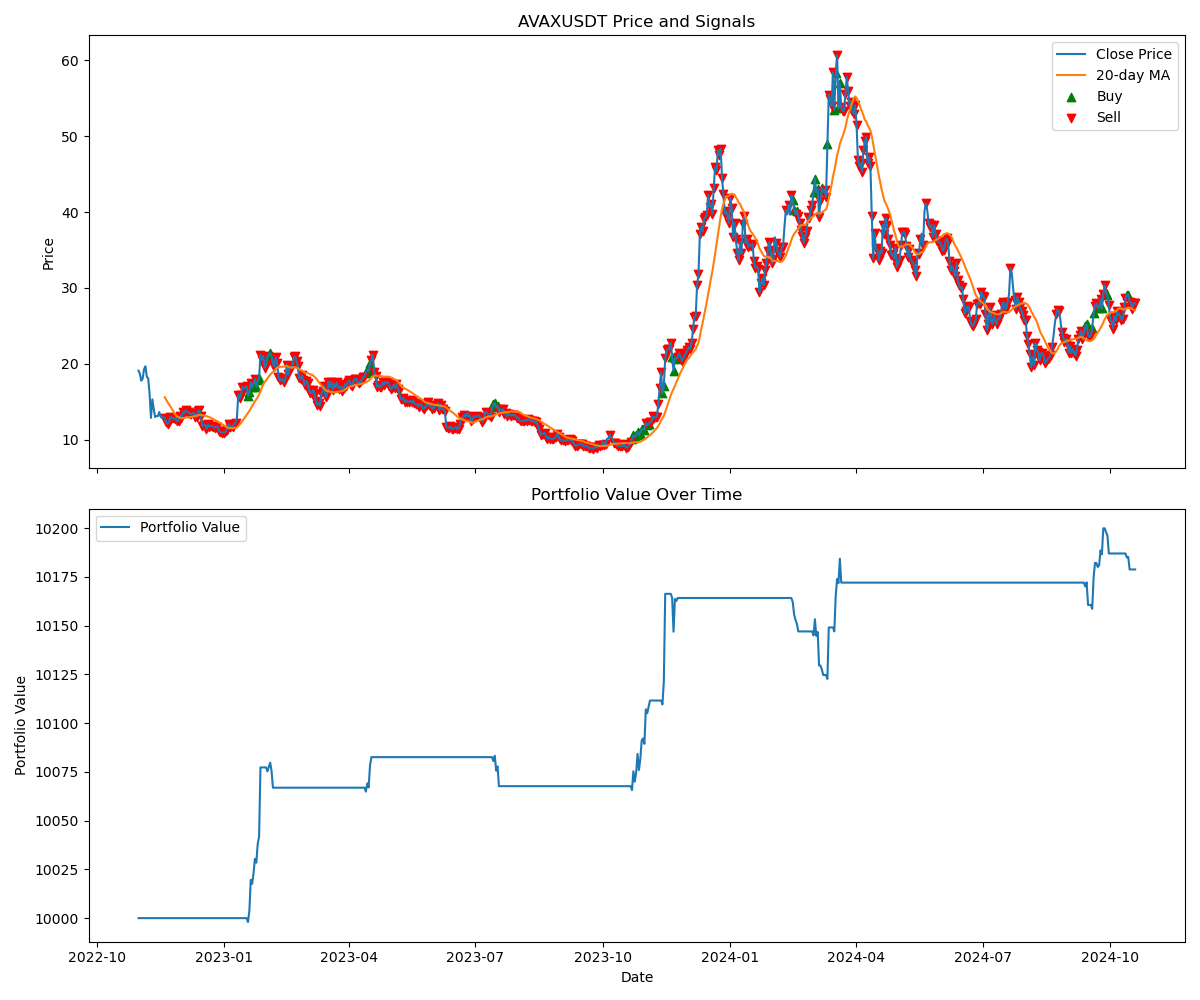 AVAXUSDT Price and Signals
Close Price
20-day MA
Buy
Sell
60
50
40
30
20
10
Price
Portfolio Value Over Time
Portfolio Value
10200
10175
10150
10125
10100
10075
10050
10025
10000
Portfolio Value
2022-10 2023-01 2023-04 2023-07 2023-10 2024-01 2024-04 2024-07 2024-10
Date